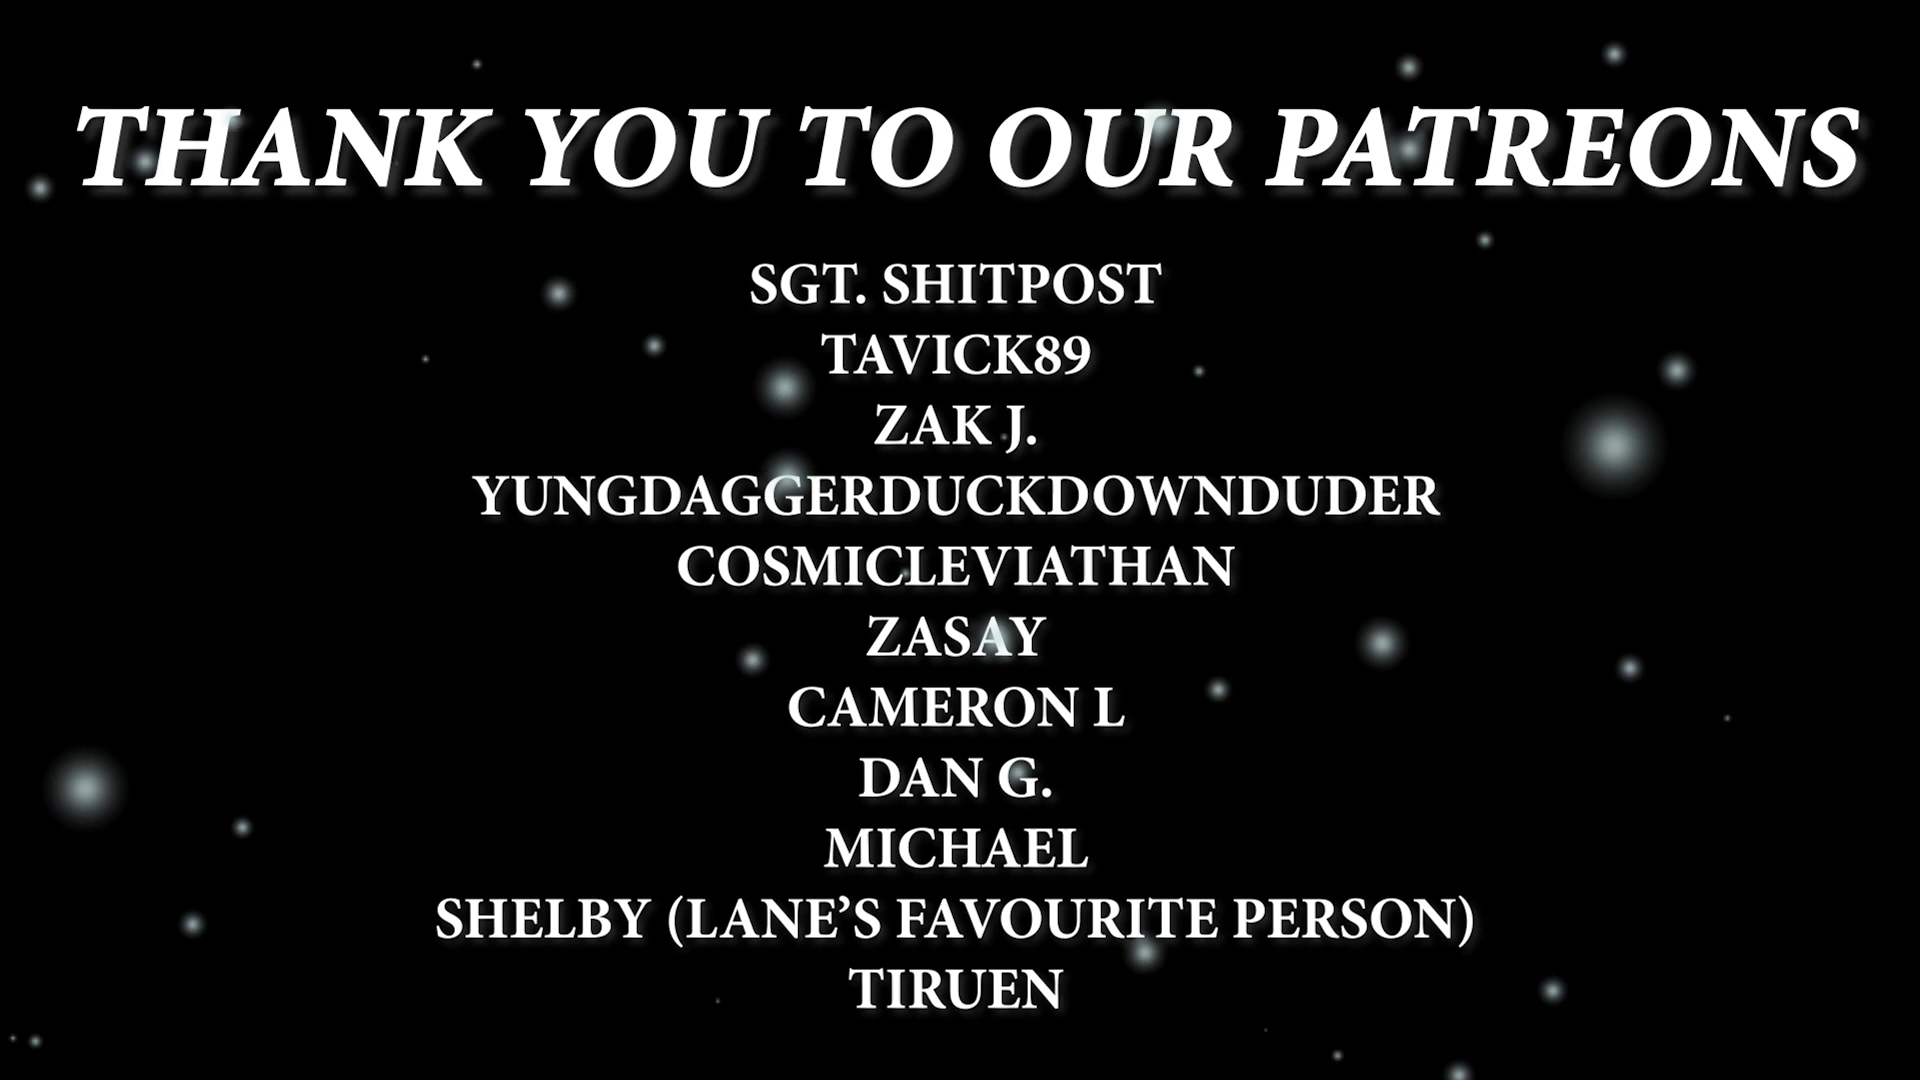 THANK YOU TO OUR PATREONS
SGT. SHITPOST
TAVICK89
ZAK J.
YUNGDAGGERDUCKDOWNDUDER
COSMICLEVIATHAN
ZASAY
CAMERON L
DAN G.
MICHAEL
SHELBY (LANE’S FAVOURITE PERSON)
TIRUEN